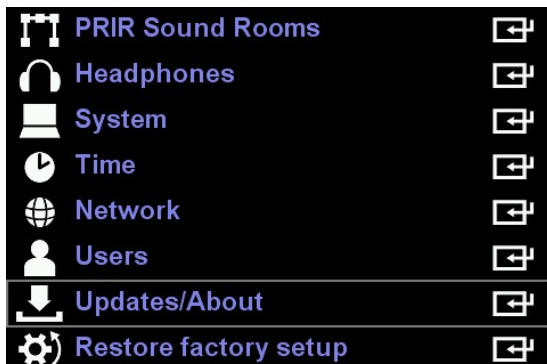 PRIR Sound Rooms
Headphones
System
Time
Network
Users
Updates/About
Restore factory setup